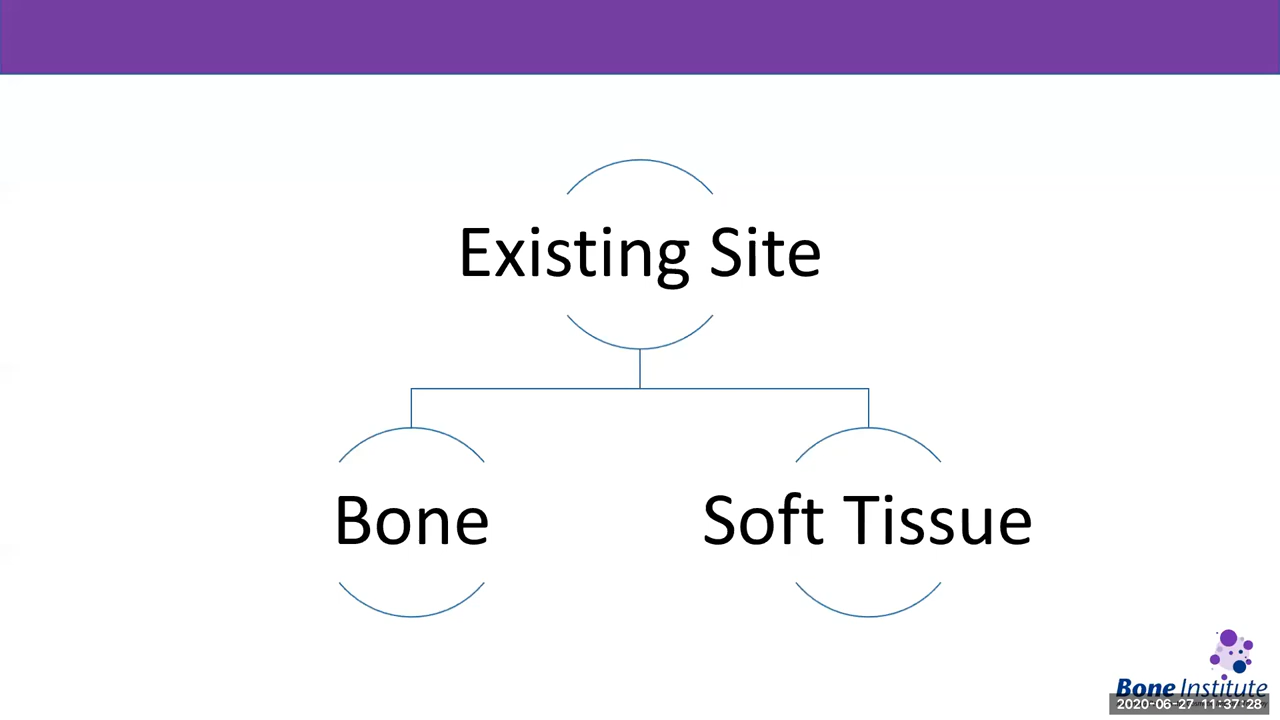 Existing Site
Bone
Soft Tissue
Bone Institute
2020-06-27 11:37:28